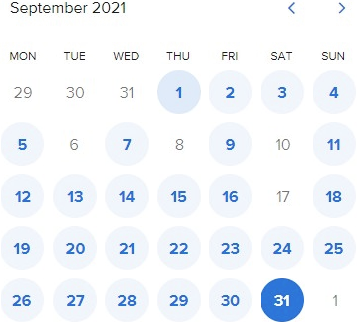 September 2021
MON TUE WED THU FRI SAT SUN
29 30 31 1 2 3 4
5 6 7 8 9 10 11
12 13 14 15 16 17 18
19 20 21 22 23 24 25
26 27 28 29 30 31 1